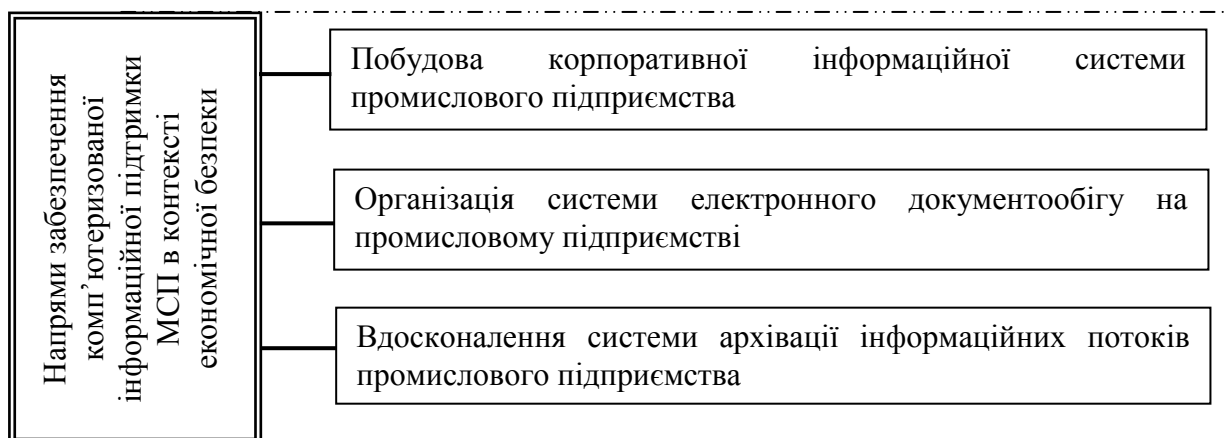 Напрями забезпечення
комп’ютеризованої
інформаційної підтримки
МСП в контексті
економічної безпеки
Побудова корпоративної інформаційної системи
промислового підприємства
Організація системи електронного документообігу на
промисловому підприємстві
Вдосконалення системи архівації інформаційних потоків
промислового підприємства